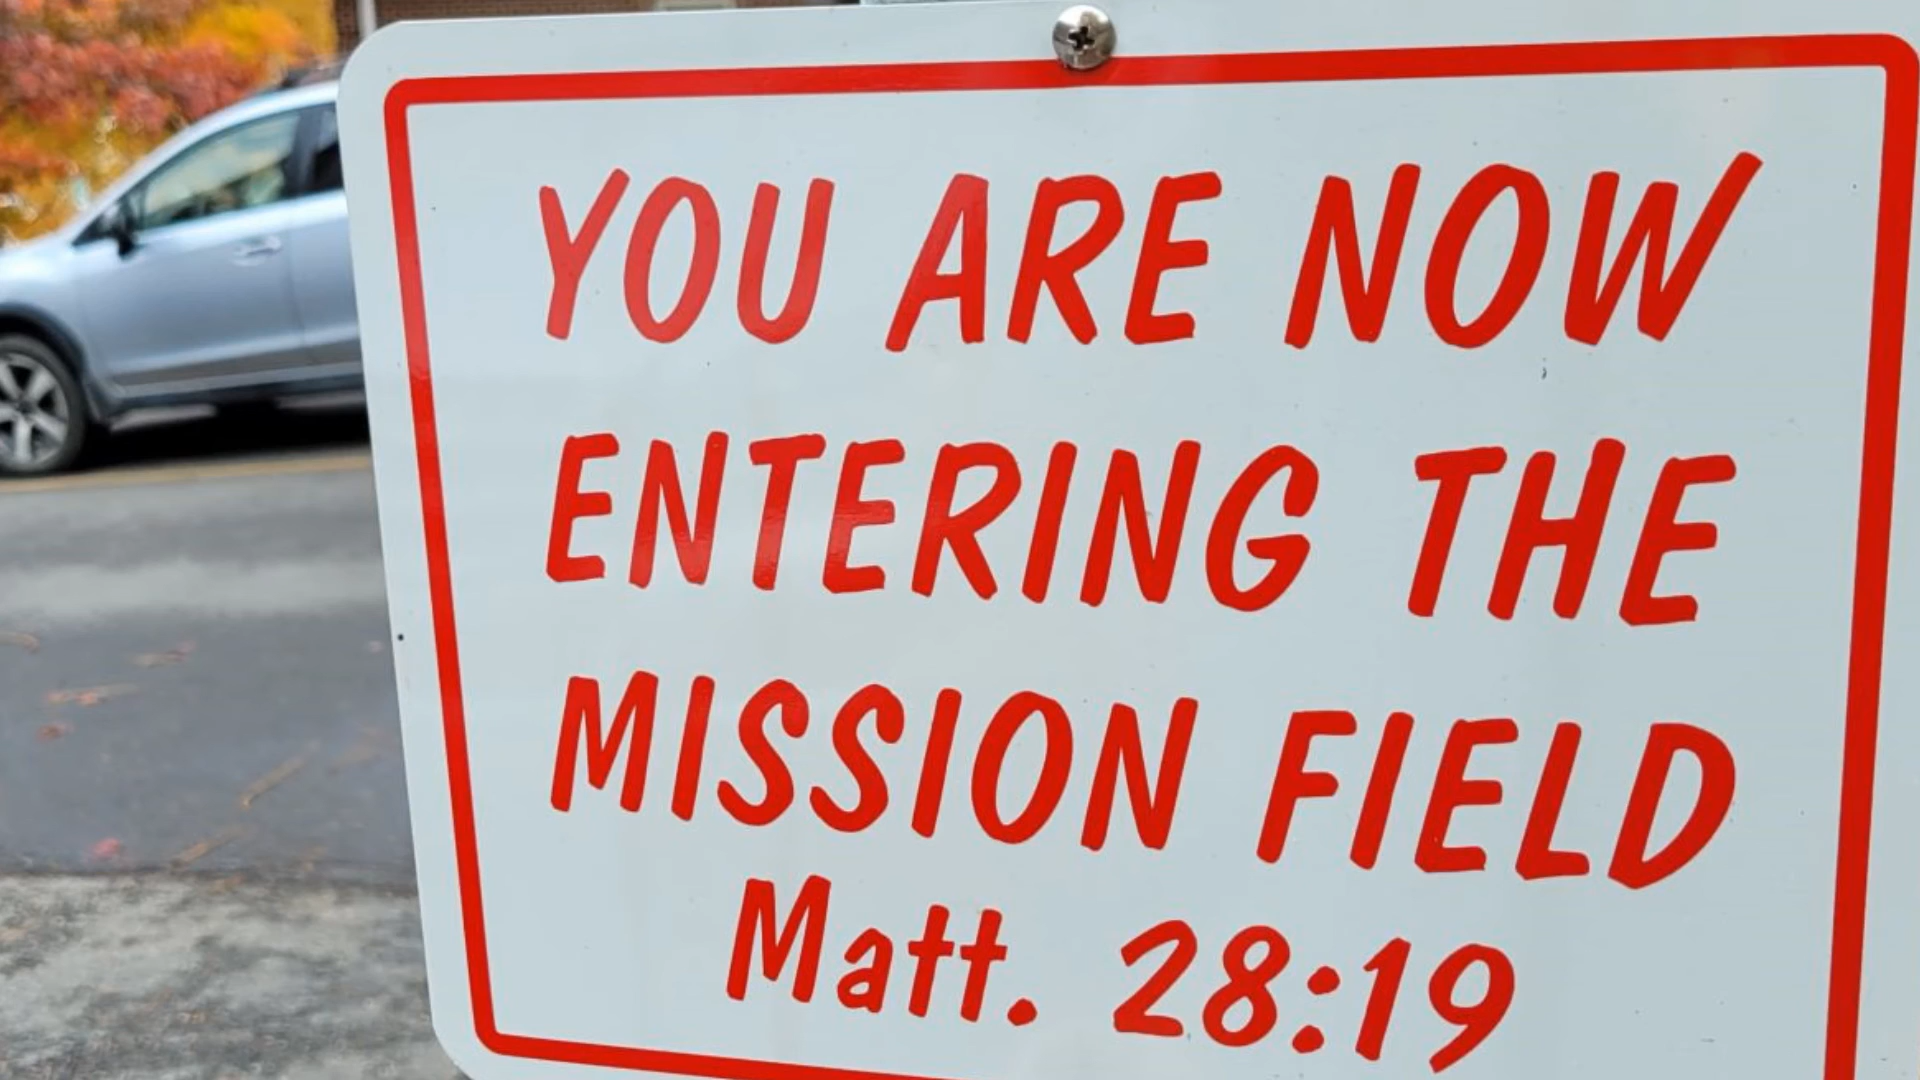 YOU ARE NOW
ENTERING THE
MISSION FIELD
Matt. 28:19